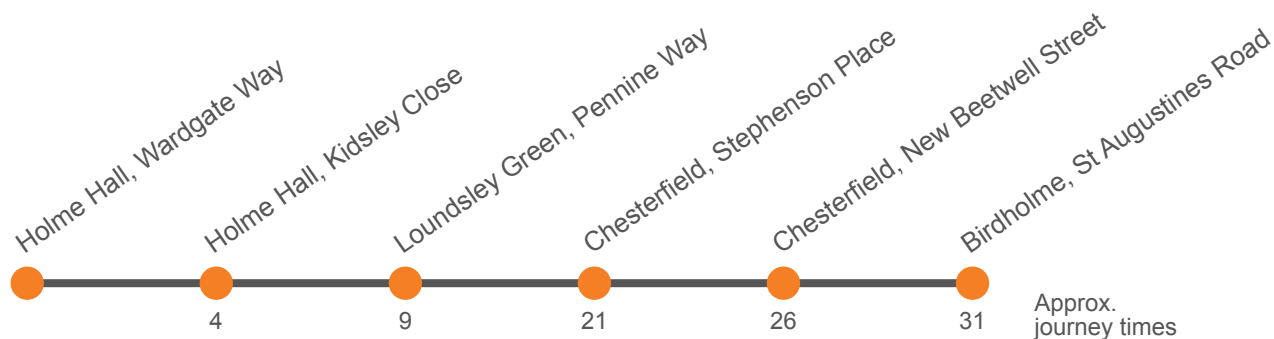 Holme Hall, Wardgate Way
Holme Hall, Kidsley Close
Loundsley Green, Pennine Way
Chesterfield, Stephenson Place
Chesterfield, New Beetwell Street
Birdholme, St Augustines Road
4
9
21
26
31
Approx.
journey times